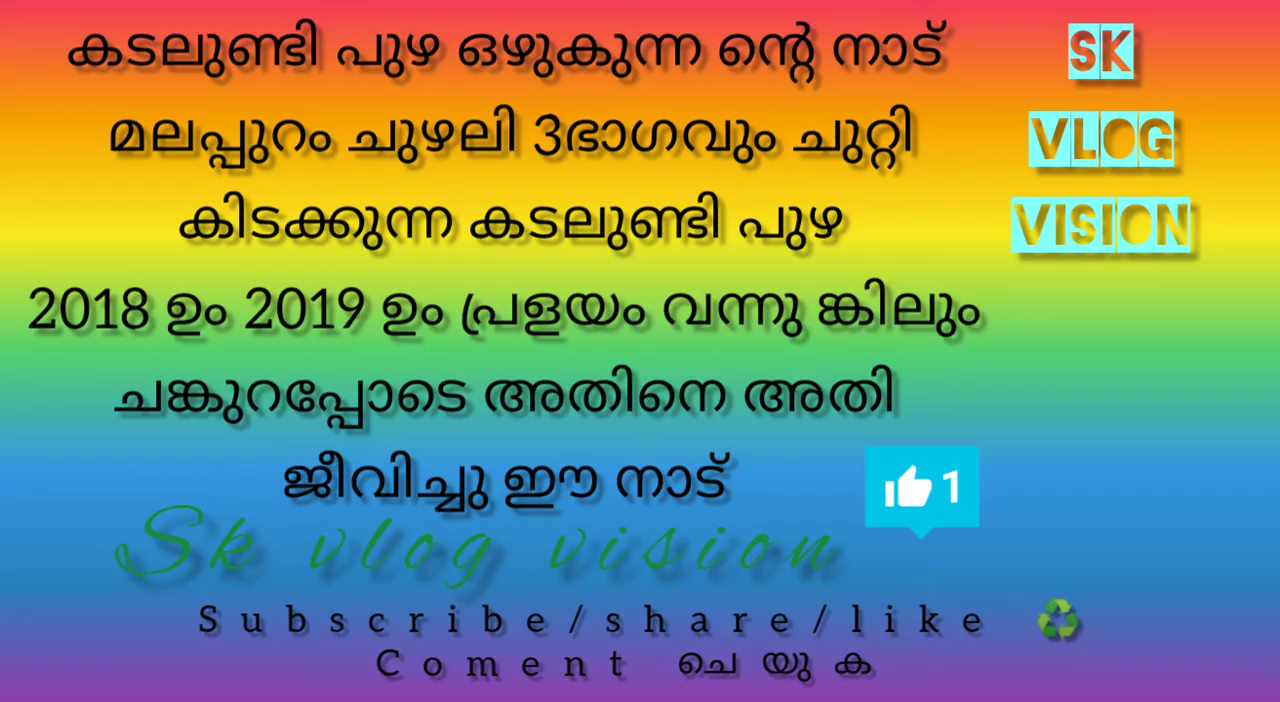 കടലുണ്ടി പുഴ ഒഴുകുന്ന ന്റെ നാട്
മലപ്പുറം ചുഴലി 3ഭാഗവും ചുറ്റി
കിടക്കുന്ന കടലുണ്ടി പുഴ
2018 ഉം 2019 ഉം പ്രളയം വന്നു ങ്കിലും
ചങ്കുറപ്പോടെ അതിനെ അതി
ജീവിച്ചു ഈ നാട്
SK
VLOG
VISION
1
Sk vlog vision
Subscribe/share/like
Coment ചെ യു ക